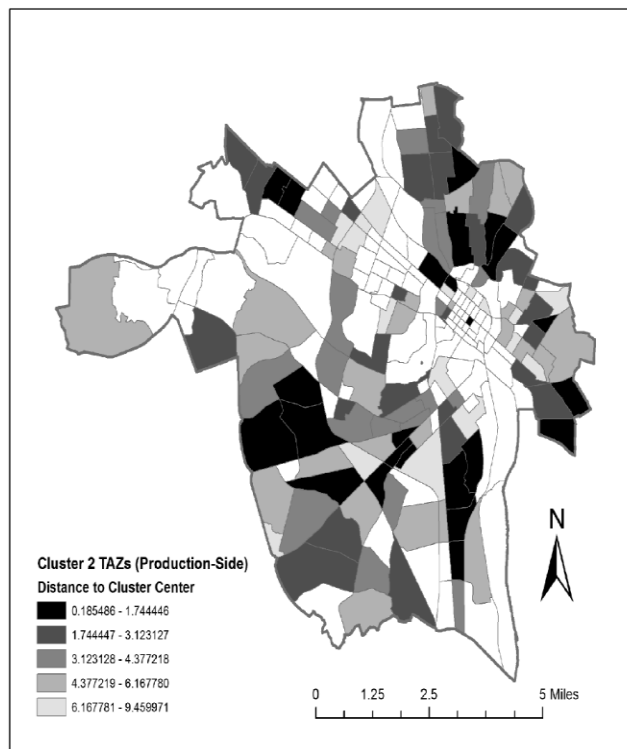 N
Cluster 2 TAZs (Production-Side)
Distance to Cluster Center
0.185486 - 1.744446
1.744447 - 3.123127
3.123128 - 4.377218
4.377219 - 6.167780
6.167781 - 9.459971
0 1.25 2.5 5 Miles